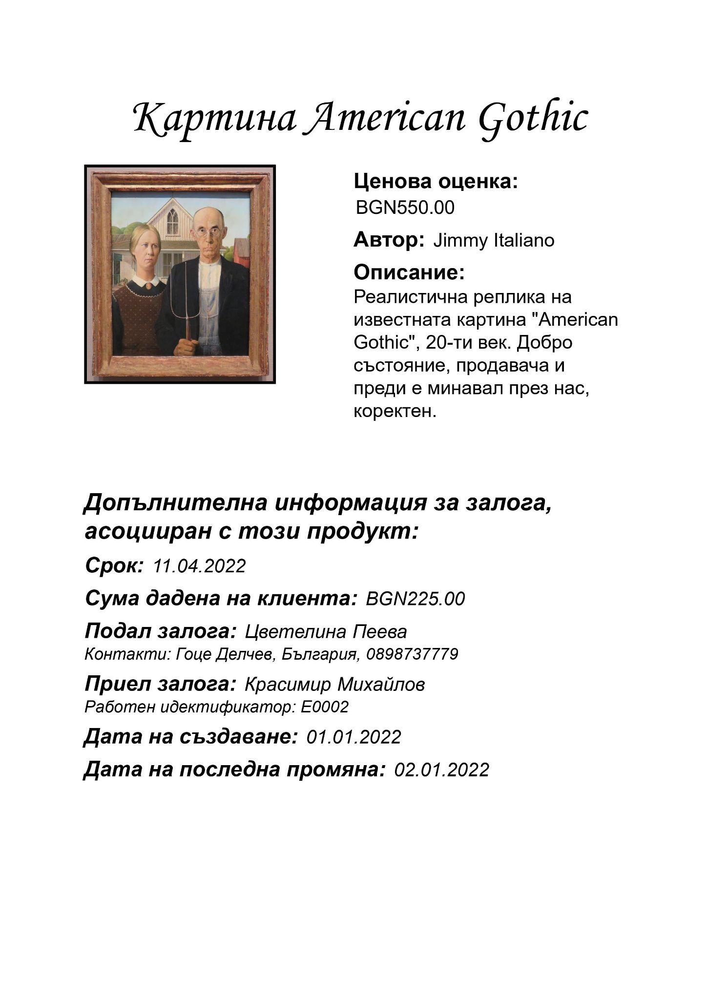 Картина American Gothic
Ценова оценка:
BGN550.00
Автор: Jimmy Italiano
Описание:
Реалистична реплика на
известната картина "American
Gothic", 20-ти век. Добро
състояние, продавача и
преди е минавал през нас,
коректен.
Допълнителна информация за залога,
асоцииран с този продукт:
Срок: 11.04.2022
Сума дадена на клиента: BGN225.00
Подал залога: Цветелина Пеева
Контакти: Гоце Делчев, България, 0898737779
Приел залога: Красимир Михайлов
Работен идектификатор: E0002
Дата на създаване: 01.01.2022
Дата на последна промяна: 02.01.2022